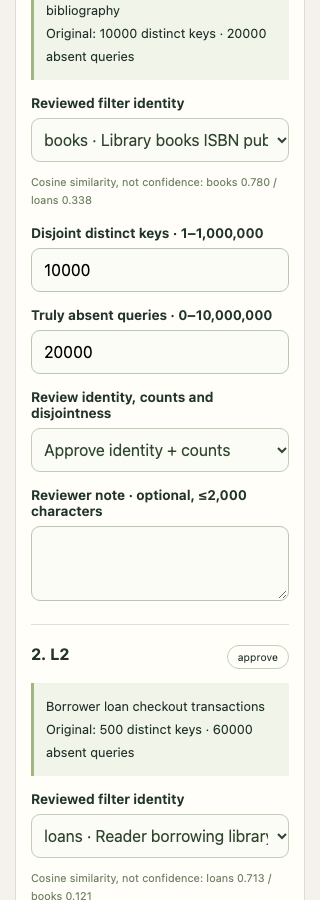 bibliography
Original: 10000 distinct keys · 20000
absent queries
Reviewed filter identity
books · Library books ISBN pub
Cosine similarity, not confidence: books 0.780 /
loans 0.338
Disjoint distinct keys · 1–1,000,000
10000
Truly absent queries · 0–10,000,000
20000
Review identity, counts and
disjointness
Approve identity + counts
Reviewer note · optional, ≤2,000
characters
2. L2
approve
Borrower loan checkout transactions
Original: 500 distinct keys · 60000
absent queries
Reviewed filter identity
loans · Reader borrowing library
Cosine similarity, not confidence: loans 0.713 /
books 0.121